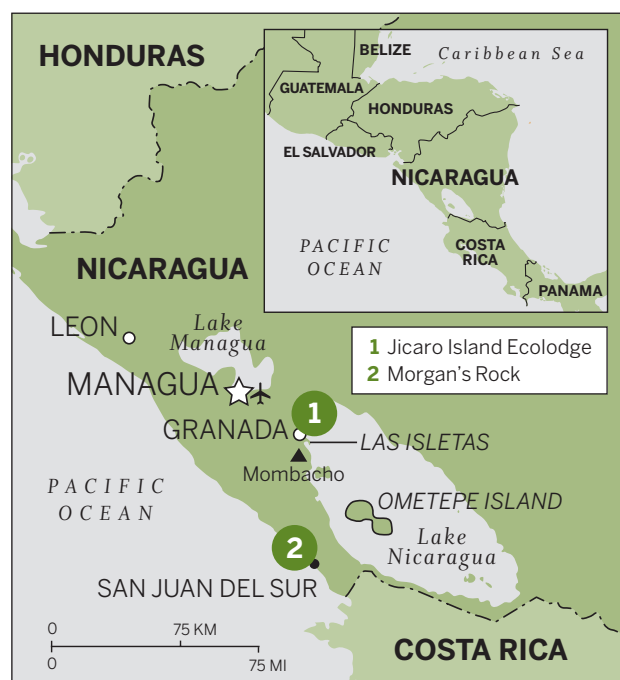 HONDURAS
BELIZE
Caribbean Sea
GUATEMALA
HONDURAS
EL SALVADOR
NICARAGUA
PACIFIC
OCEAN
COSTA
RICA
PANAMA
NICARAGUA
LEON
Lake
Managua
MANAGUA
1 Jicaro Island Ecolodge
2 Morgan's Rock
1
GRANADA
LAS ISLETAS
Mombacho
PACIFIC
OCEAN
OMETEPE ISLAND
Lake
Nicaragua
2
SAN JUAN DEL SUR
0 75 KM
0 75 MI
COSTA RICA